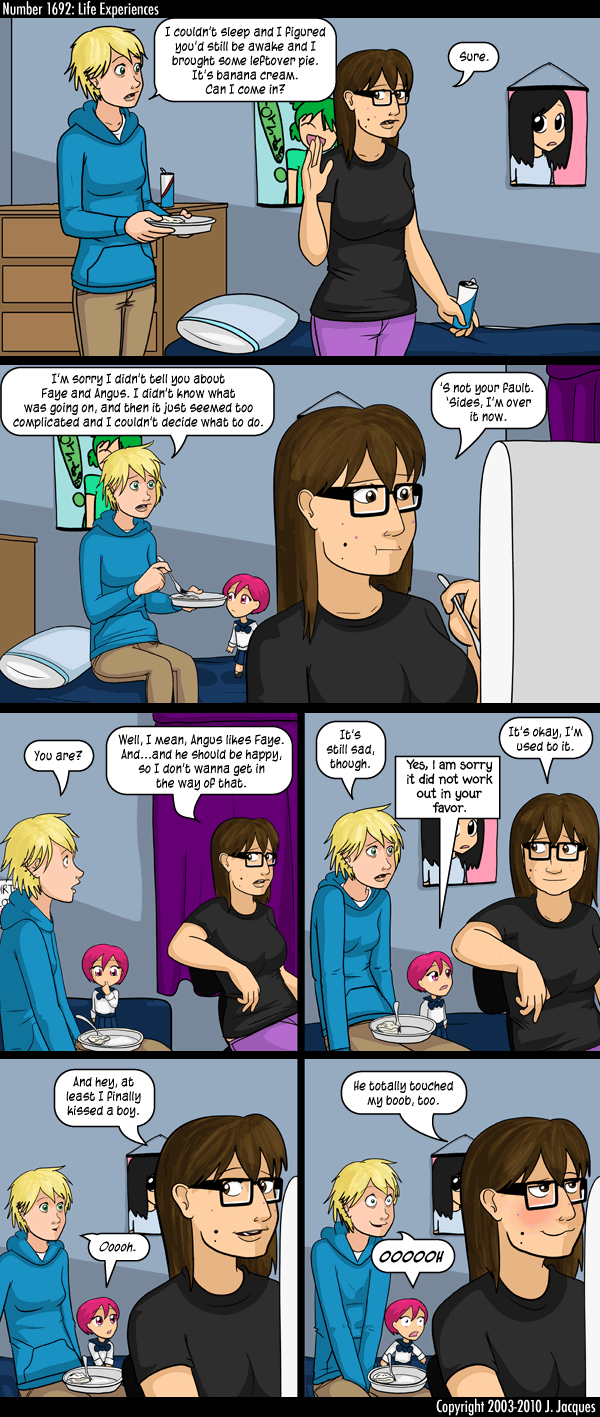 Number 1692: Life Experiences
I couldn't sleep and I figured
you'd still be awake and I
brought some leftover pie.
It's banana cream.
Can I come in?
Sure.
I'm sorry I didn't tell you about
Faye and Angus. I didn't know what
was going on, and then it just seemed too
complicated and I couldn't decide what to do.
'S not your fault.
'Sides, I'm over
it now.
You are?
Well, I mean, Angus likes Faye.
And...and he should be happy,
so I don't wanna get in
the way of that.
It's
still sad,
though.
Yes, I am sorry
it did not work
out in your
favor.
It's okay, I'm
used to it.
And hey, at
least I finally
kissed a boy.
Ooooh.
He totally touched
my boob, too.
OOOOOH
Copyright 2003-2010 J. Jacques